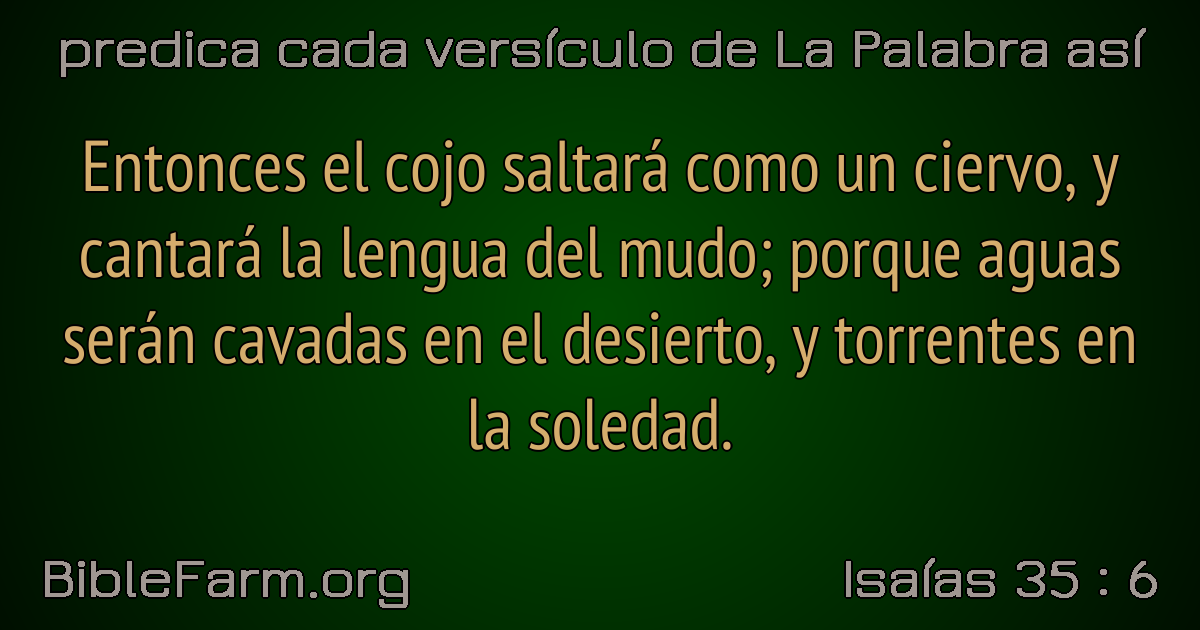 predica cada versículo de La Palabra así
Entonces el cojo saltará como un ciervo, y
cantará la lengua del mudo; porque aguas
serán cavadas en el desierto, y torrentes en
la soledad.
BibleFarm.org
Isaías 35 : 6